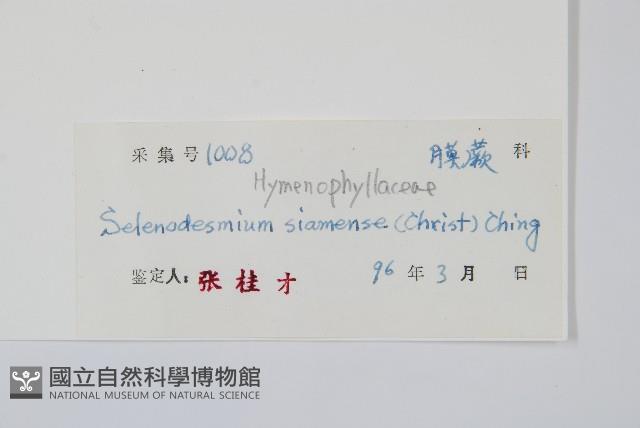 采集号 1008 膜蕨 科
Hymenophyllaceae
Selenodesmium siamense (Christ) Ching
鉴定人: 张桂才 96 年 3 月 日
國立自然科學博物館
NATIONAL MUSEUM OF NATURAL SCIENCE